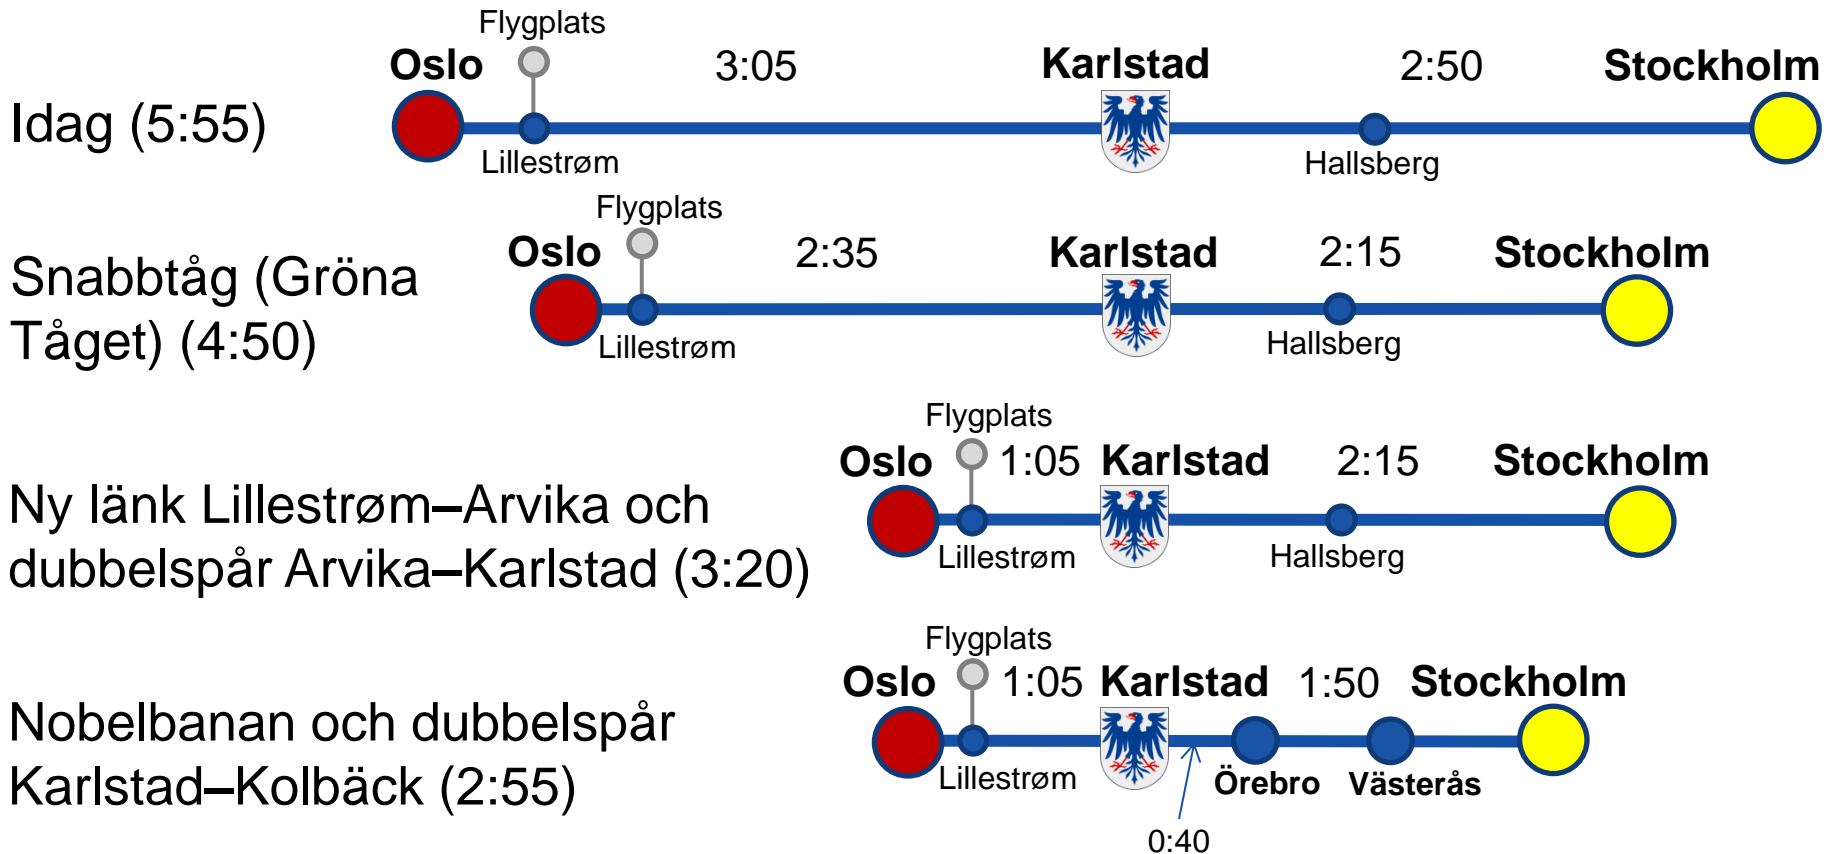 Flygplats
Oslo 3:05 Karlstad 2:50 Stockholm
Idag (5:55)
Lillestrøm Hallsberg
Flygplats
Oslo 2:35 Karlstad 2:15 Stockholm
Snabbtåg (Gröna
Tåget) (4:50)
Lillestrøm Hallsberg
Flygplats
Oslo 1:05 Karlstad 2:15 Stockholm
Ny länk Lillestrøm–Arvika och
dubbelspår Arvika–Karlstad (3:20)
Lillestrøm Hallsberg
Flygplats
Oslo 1:05 Karlstad 1:50 Stockholm
Nobelbanan och dubbelspår
Karlstad–Kolbäck (2:55)
Lillestrøm Örebro Västerås
0:40